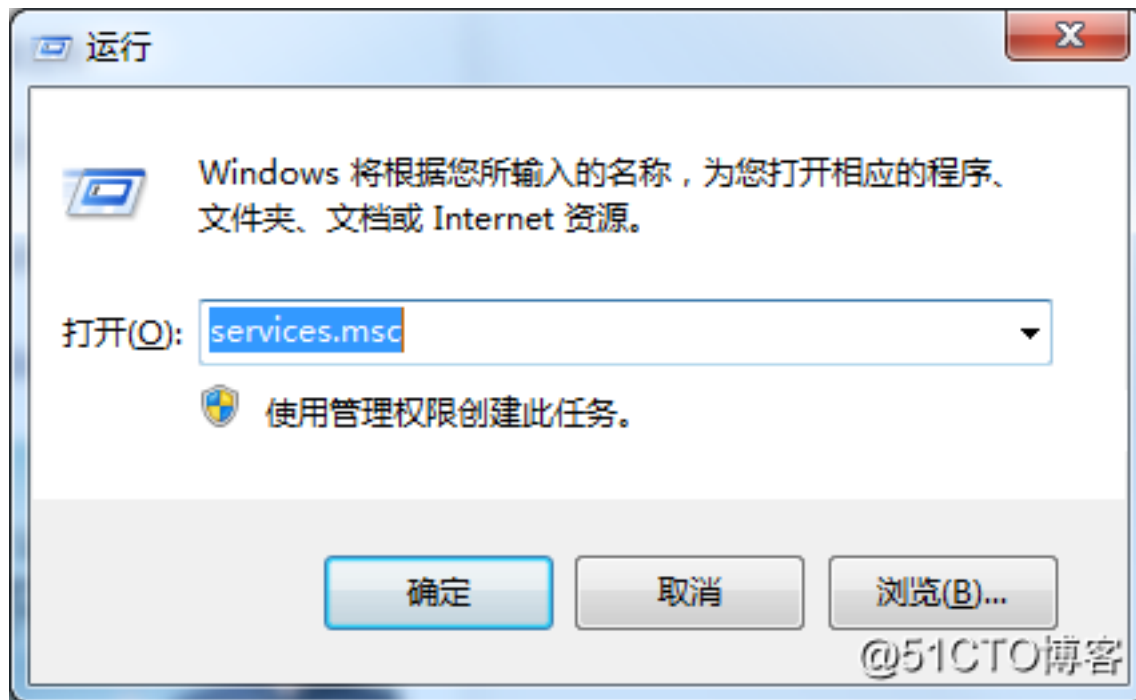 运行
Windows 将根据您所输入的名称，为您打开相应的程序、
文件夹、文档或 Internet 资源。
打开(O): services.msc
使用管理权限创建此任务。
确定 取消 浏览(B)...
@51CTO博客